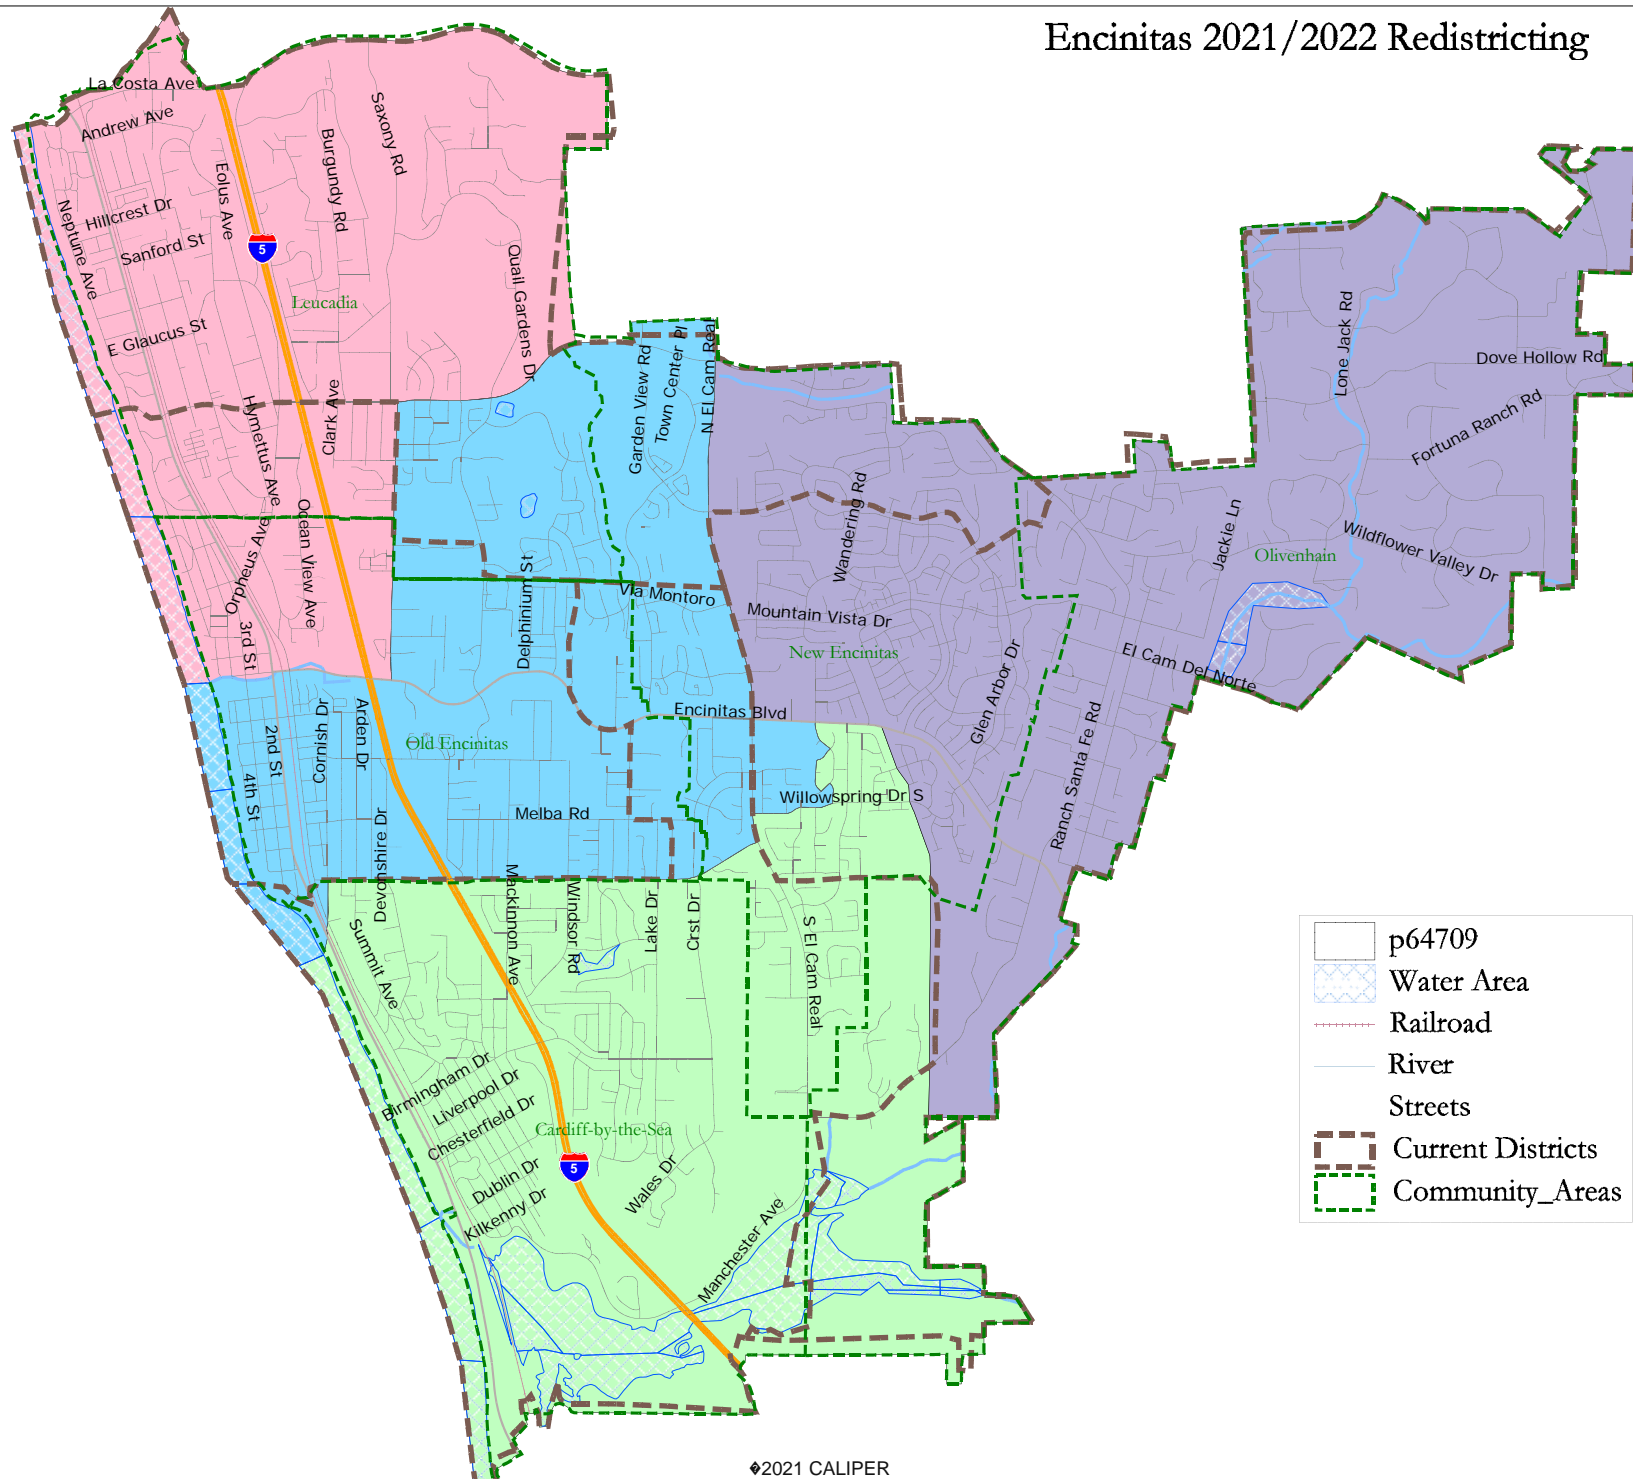 Encinitas 2021/2022 Redistricting
La Costa Ave
Andrew Ave
Saxony Rd
Burgundy Rd
Eolus Ave
Neptune Ave
Hillcrest Dr
Sanford St
5
Quail Gardens Dr
Leucadia
E Glaucus St
Garden View Rd
Town Center Pl
N El Cam Real
Lone Jack Rd
Dove Hollow Rd
Fortuna Ranch Rd
Hymettus Ave
Clark Ave
Wandering Rd
Orpheus Ave
Ocean View Ave
Jackie Ln
Olivenhain
Wildflower Valley Dr
Delphinium St
Via Montoro
Mountain Vista Dr
New Encinitas
3rd St
El Cam Del Norte
Glen Arbor Dr
Encinitas Blvd
2nd St
Cornish Dr
Arden Dr
Old Encinitas
Ranch Santa Fe Rd
4th St
Willowspring Dr S
Melba Rd
Devonshire Dr
Mackinnon Ave
Windsor Rd
Lake Dr
Crst Dr
S El Cam Real
Summit Ave
Birmingham Dr
Liverpool Dr
Chesterfield Dr
Cardiff-by-the-Sea
5
Dublin Dr
Kilkenny Dr
Wales Dr
Manchester Ave
p64709
Water Area
Railroad
River
Streets
Current Districts
Community_Areas
�2021 CALIPER